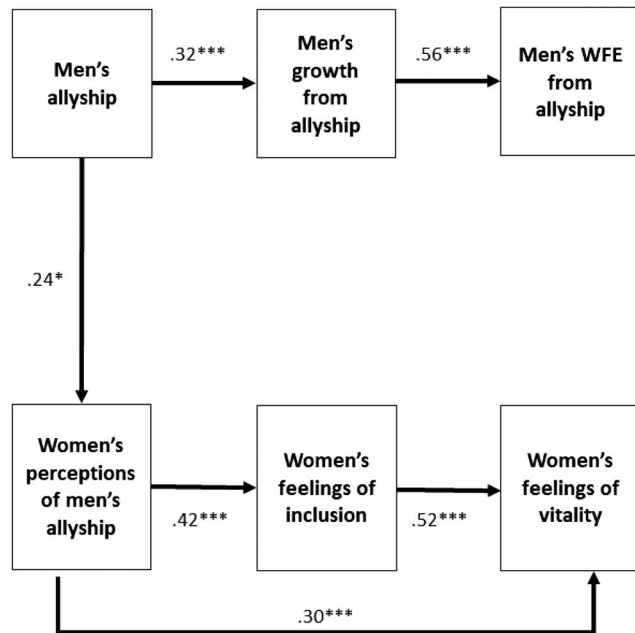 Men's
allyship
.32***
Men's
growth
from
allyship
.56***
Men's WFE
from
allyship
.24*
Women's
perceptions
of men's
allyship
.42***
Women's
feelings of
inclusion
.52***
Women's
feelings of
vitality
.30***